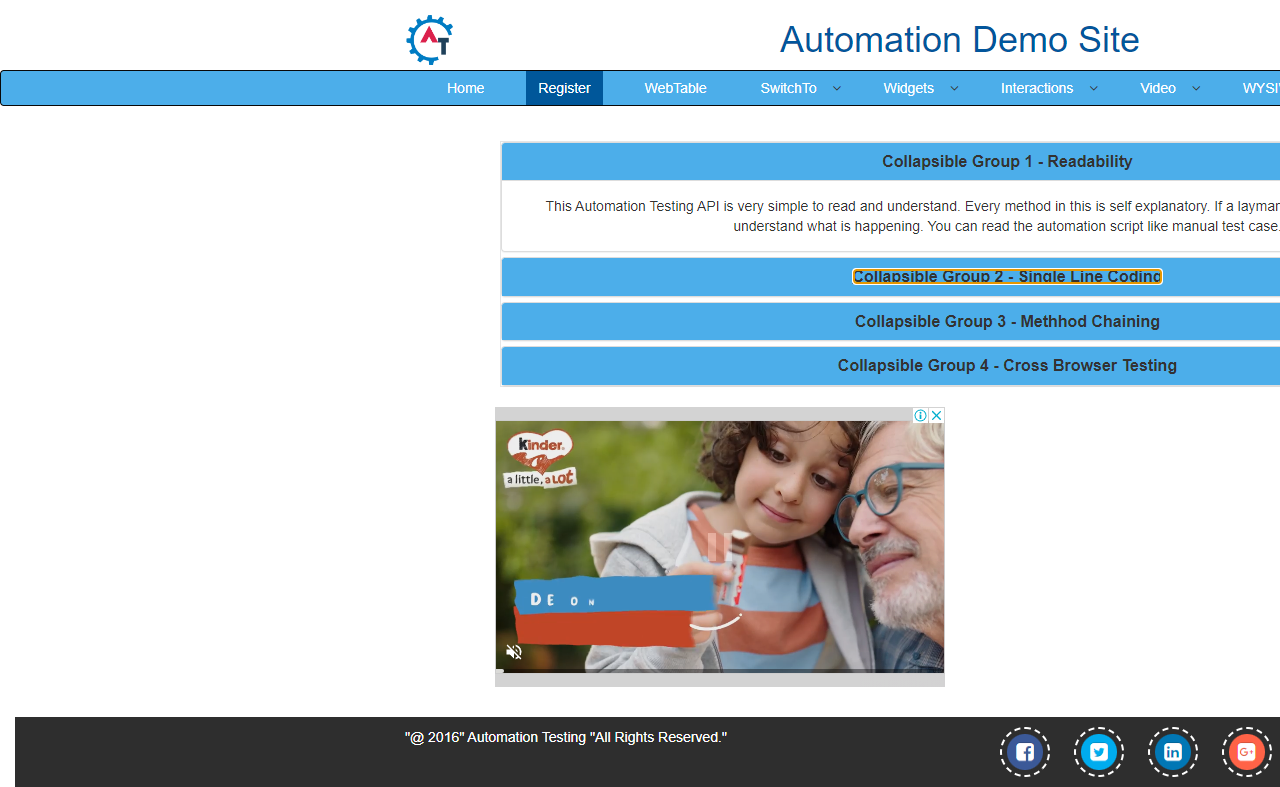 AT
Automation Demo Site
Home Register WebTable SwitchTo Widgets Interactions Video WYSI
Collapsible Group 1 - Readability
This Automation Testing API is very simple to read and understand. Every method in this is self explanatory. If a layman
understand what is happening. You can read the automation script like manual test case.
Collapsible Group 2 - Single Line Coding
Collapsible Group 3 - Methhod Chaining
Collapsible Group 4 - Cross Browser Testing
Kinder
a little, a LOT
DE ON
"@ 2016" Automation Testing "All Rights Reserved."
f
in
G+